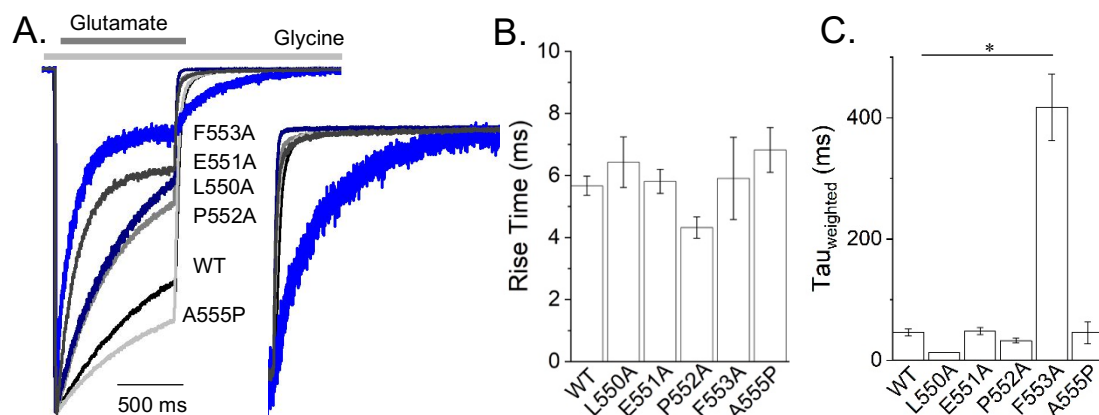 A.
Glutamate
Glycine
F553A
E551A
L550A
P552A
WT
A555P
500 ms
B.
Rise Time (ms)
10
8
6
4
2
0
WT
L550A
E551A
P552A
F553A
A555P
C.
*
Tau weighted (ms)
400
200
0
WT
L550A
E551A
P552A
F553A
A555P